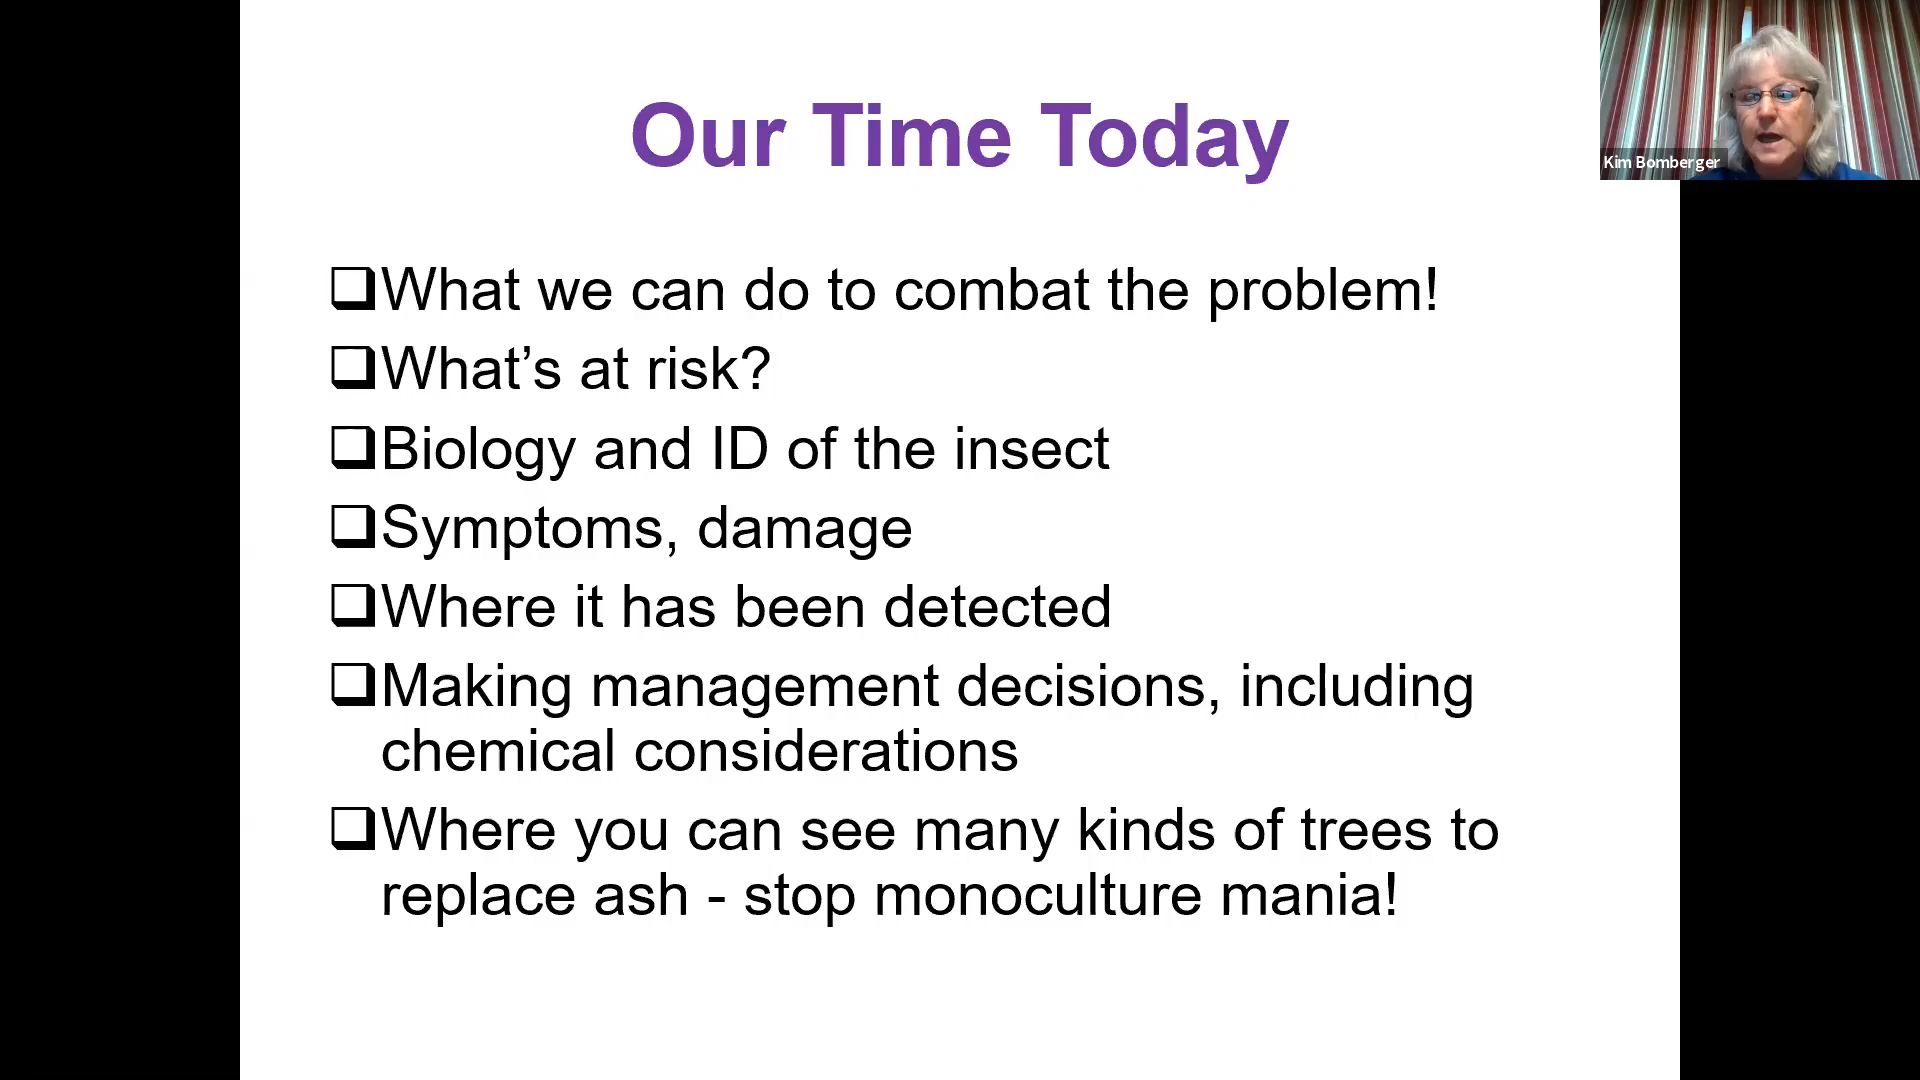 Our Time Today
Kim Bomberger
❑What we can do to combat the problem!
❑What’s at risk?
❑Biology and ID of the insect
❑Symptoms, damage
❑Where it has been detected
❑Making management decisions, including
chemical considerations
❑Where you can see many kinds of trees to
replace ash - stop monoculture mania!